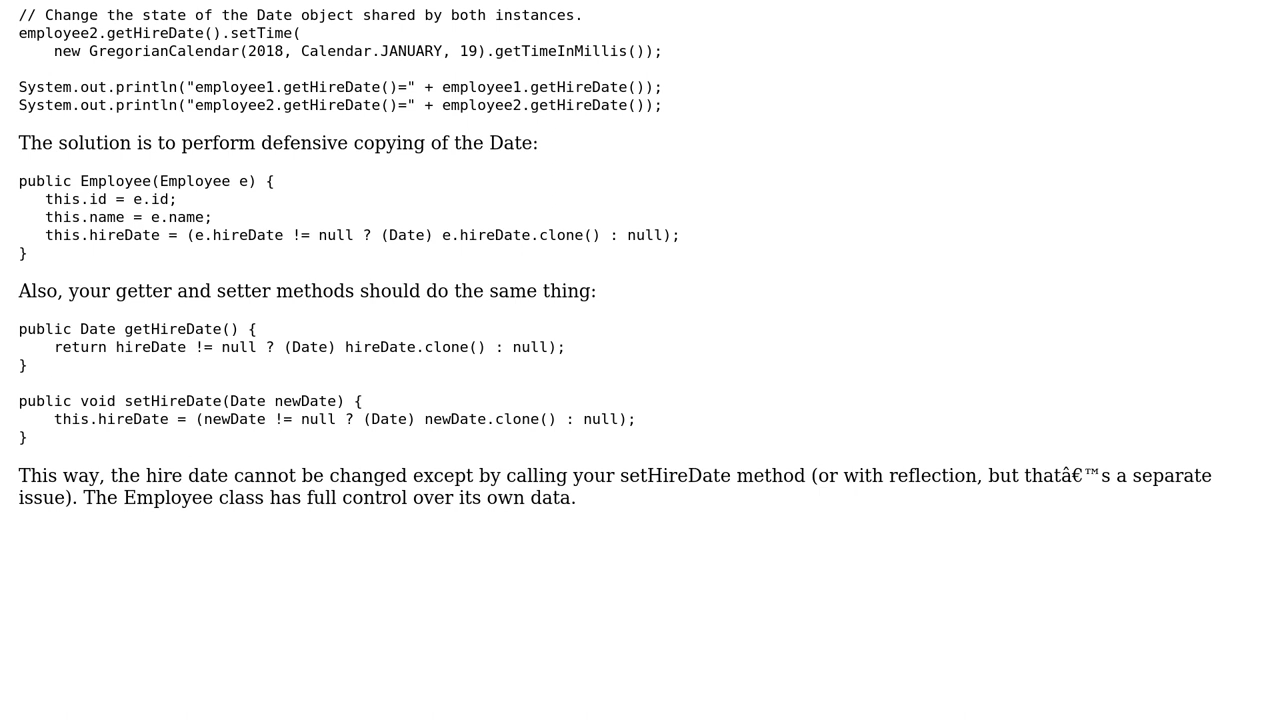 // Change the state of the Date object shared by both instances.
employee2.getHireDate().setTime(
    new GregorianCalendar(2018, Calendar.JANUARY, 19).getTimeInMillis());

System.out.println("employee1.getHireDate()=" + employee1.getHireDate());
System.out.println("employee2.getHireDate()=" + employee2.getHireDate());

The solution is to perform defensive copying of the Date:

public Employee(Employee e) {
   this.id = e.id;
   this.name = e.name;
   this.hireDate = (e.hireDate != null ? (Date) e.hireDate.clone() : null);
}

Also, your getter and setter methods should do the same thing:

public Date getHireDate() {
    return hireDate != null ? (Date) hireDate.clone() : null);
}

public void setHireDate(Date newDate) {
    this.hireDate = (newDate != null ? (Date) newDate.clone() : null);
}

This way, the hire date cannot be changed except by calling your setHireDate method (or with reflection, but thatâ€™s a separate
issue). The Employee class has full control over its own data.